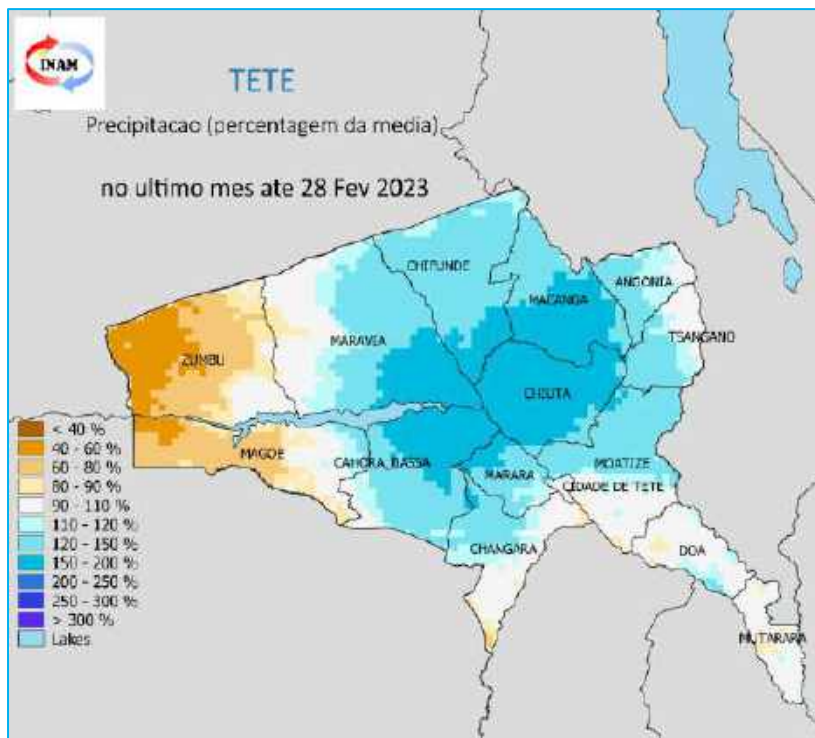 INAM
TETE
Precipitacao (percentagem da media)
no ultimo mes ate 28 Fev 2023
CHIFUNDE
ANGONIA
MACANGA
TSANGANO
MARAVIA
ZUMBU
CHIUTA
< 40 %
40 - 60 %
60 - 80 %
80 - 90 %
90 - 110 %
110 - 120 %
120 - 150 %
150 - 200 %
200 - 250 %
250 - 300 %
> 300 %
Lakes
MAGOE
CAHORA_BASSA
MARARA
MOATIZE
CIDADE DE TETE
CHANGARA
DOA
MUTARARA